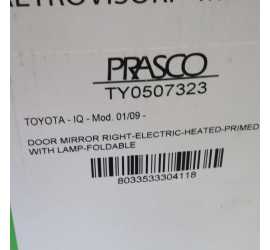 PRASCO
TY0507323
TOYOTA - IQ - Mod. 01/09 -
DOOR MIRROR RIGHT-ELECTRIC-HEATED-PRIMED
WITH LAMP-FOLDABLE
8033533304118